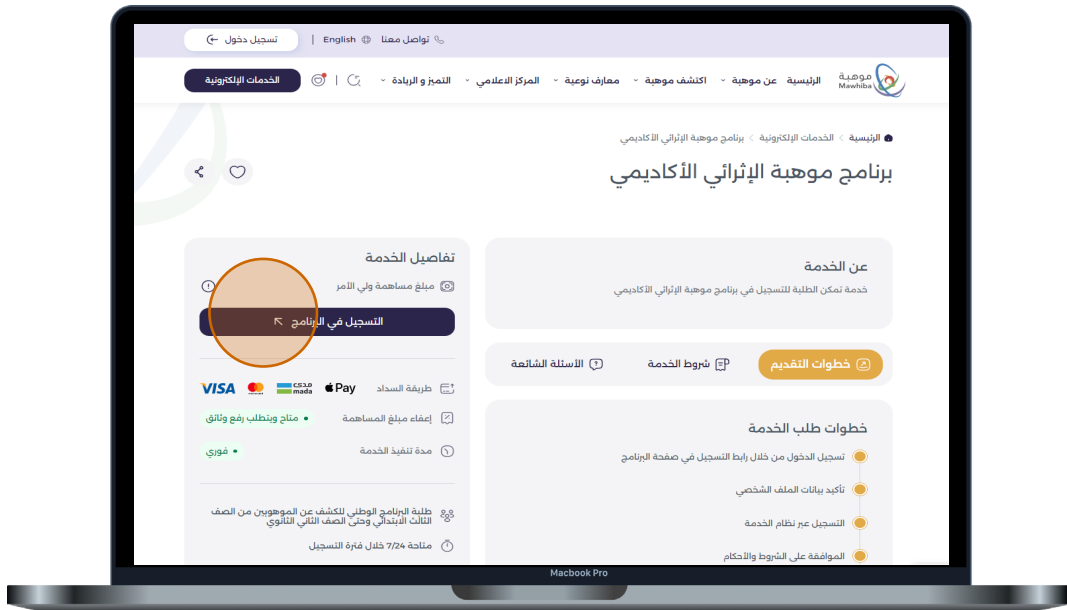 تواصل معنا
English
|
تسجيل دخول
موهبة
Mawhiba
الرئيسية
عن موهبة
اكتشف موهبة
معارف نوعية
المركز الاعلامي
التميز و الريادة
الخدمات الإلكترونية
الرئيسية > الخدمات الإلكترونية > برنامج موهبة الإثرائي الأكاديمي
برنامج موهبة الإثرائي الأكاديمي
عن الخدمة
خدمة تمكن الطلبة للتسجيل في برنامج موهبة الإثرائي الأكاديمي
خطوات التقديم
شروط الخدمة
الأسئلة الشائعة
خطوات طلب الخدمة
تسجيل الدخول من خلال رابط التسجيل في صفحة البرنامج
تأكيد بيانات الملف الشخصي
التسجيل عبر نظام الخدمة
الموافقة على الشروط والأحكام
تفاصيل الخدمة
مبلغ مساهمة ولي الأمر
التسجيل في البرنامج
طريقة السداد
Pay
مدى
mada
VISA
إعفاء مبلغ المساهمة
متاح ويتطلب رفع وثائق
مدة تنفيذ الخدمة
فوري
طلبة البرنامج الوطني للكشف عن الموهوبين من الصف
الثالث الابتدائي وحتى الصف الثاني الثانوي
متاحة 7/24 خلال فترة التسجيل
Macbook Pro